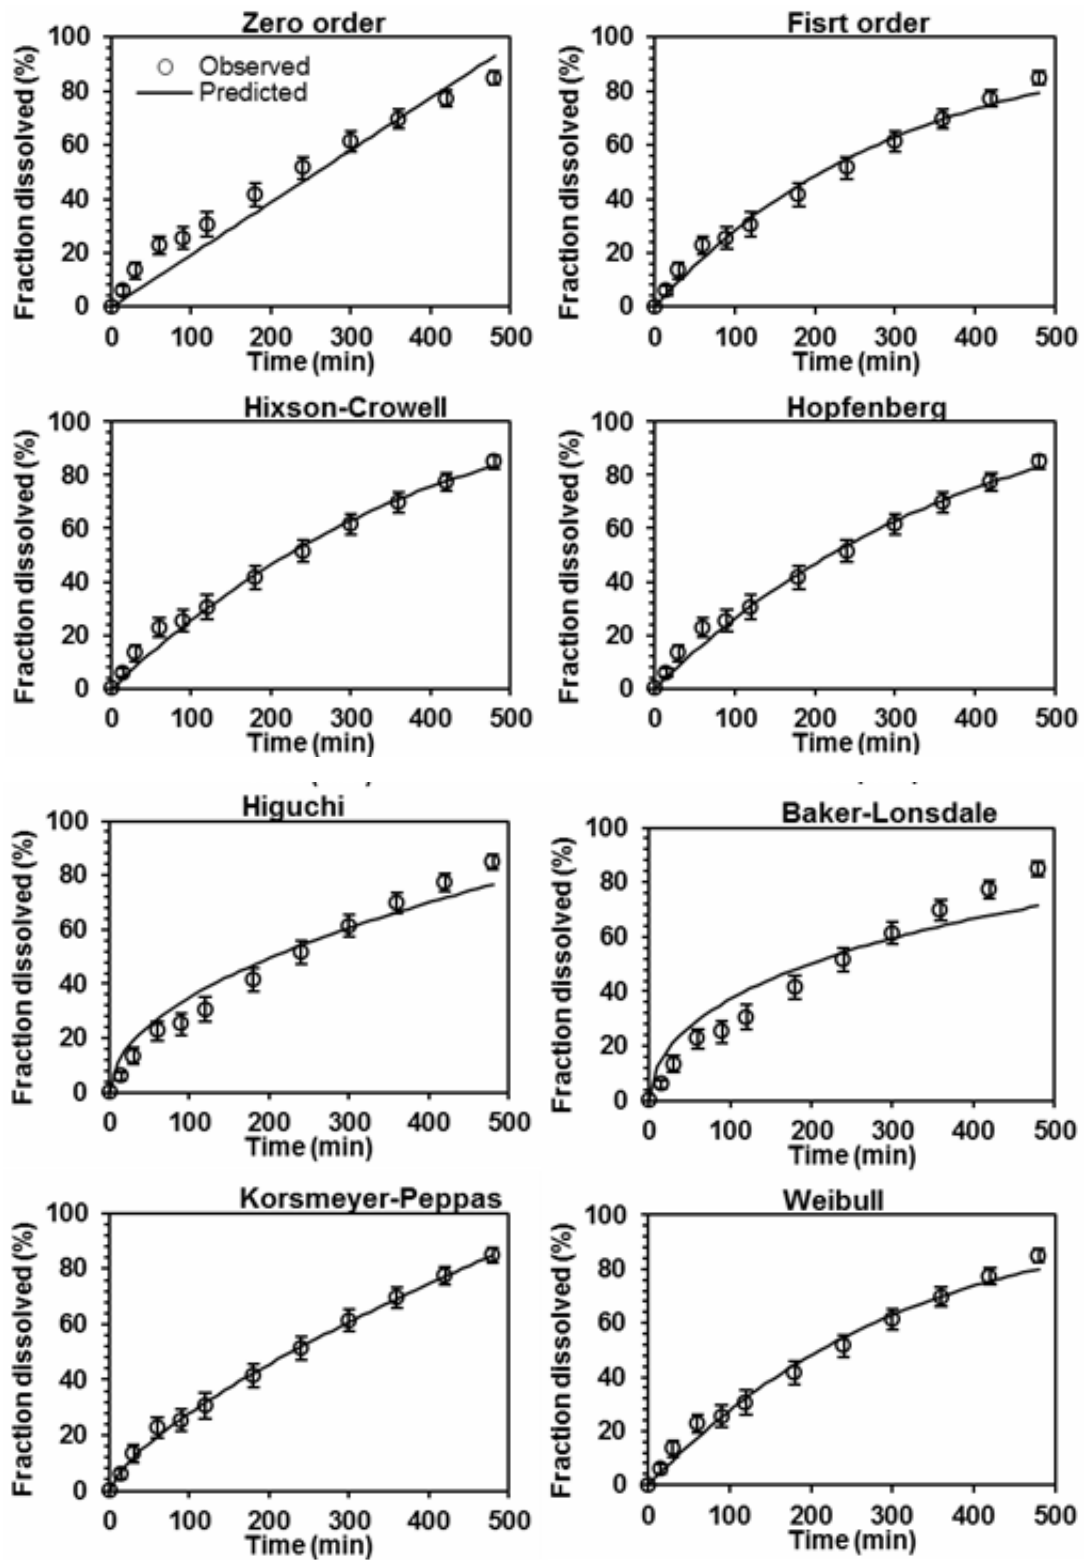 Zero order
100
80
60
40
20
0
Observed
Predicted
Fraction dissolved (%)
0 100 200 300 400 500
Time (min)
Fisrt order
100
80
60
40
20
0
Fraction dissolved (%)
0 100 200 300 400 500
Time (min)
Hixson-Crowell
100
80
60
40
20
0
Fraction dissolved (%)
0 100 200 300 400 500
Time (min)
Hopfenberg
100
80
60
40
20
0
Fraction dissolved (%)
0 100 200 300 400 500
Time (min)
Higuchi
100
80
60
40
20
0
Fraction dissolved (%)
0 100 200 300 400 500
Time (min)
Baker-Lonsdale
100
80
60
40
20
0
Fraction dissolved (%)
0 100 200 300 400 500
Time (min)
Korsmeyer-Peppas
100
80
60
40
20
0
Fraction dissolved (%)
0 100 200 300 400 500
Time (min)
Weibull
100
80
60
40
20
0
Fraction dissolved (%)
0 100 200 300 400 500
Time (min)